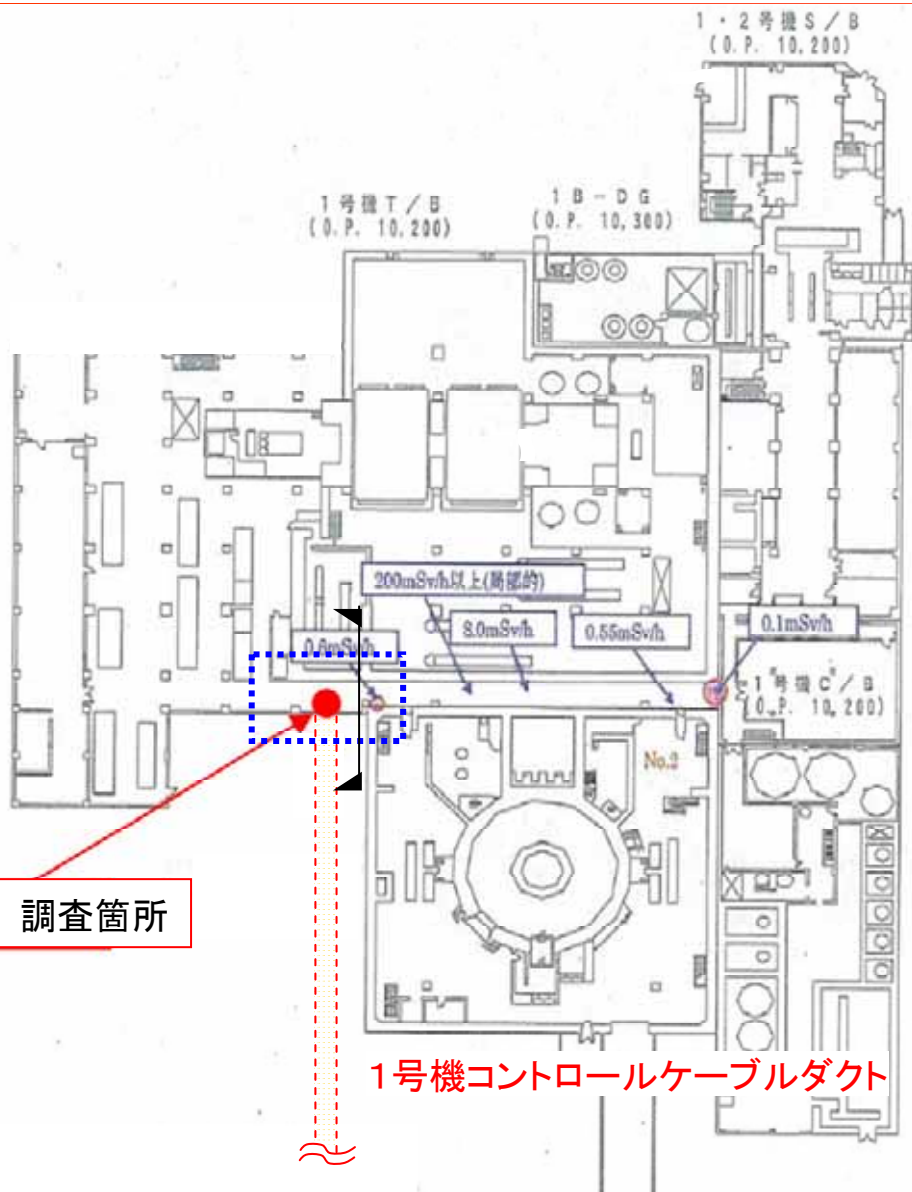 1・2号機S/B
(O.P. 10,200)
1号機T/B
(O.P. 10,200)
1B-DG
(O.P. 10,300)
200mSv/h以上(局部的)
0.6mSv/h
8.0mSv/h
0.55mSv/h
0.1mSv/h
1号機C/B
(O.P. 10,200)
No.2
調査箇所
1号機コントロールケーブルダクト